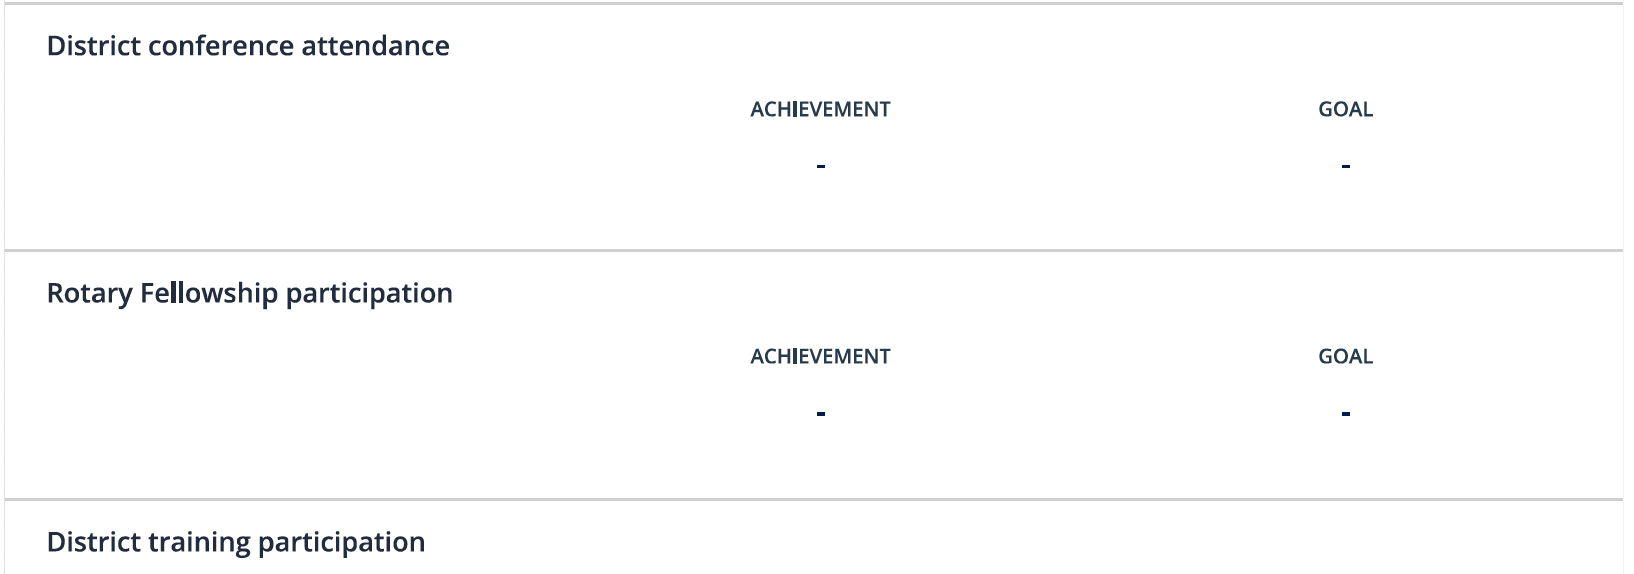 District conference attendance
ACHIEVEMENT GOAL
- -
Rotary Fellowship participation
ACHIEVEMENT GOAL
- -
District training participation